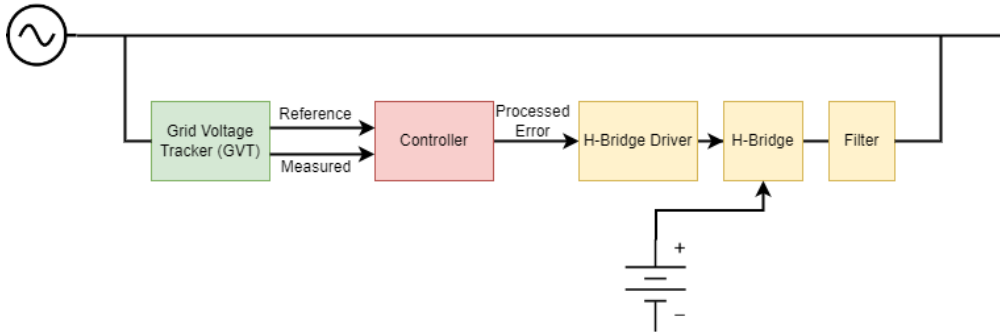 Grid Voltage
Tracker (GVT)
Reference
Measured
Controller
Processed
Error
H-Bridge Driver
H-Bridge
Filter
+
−